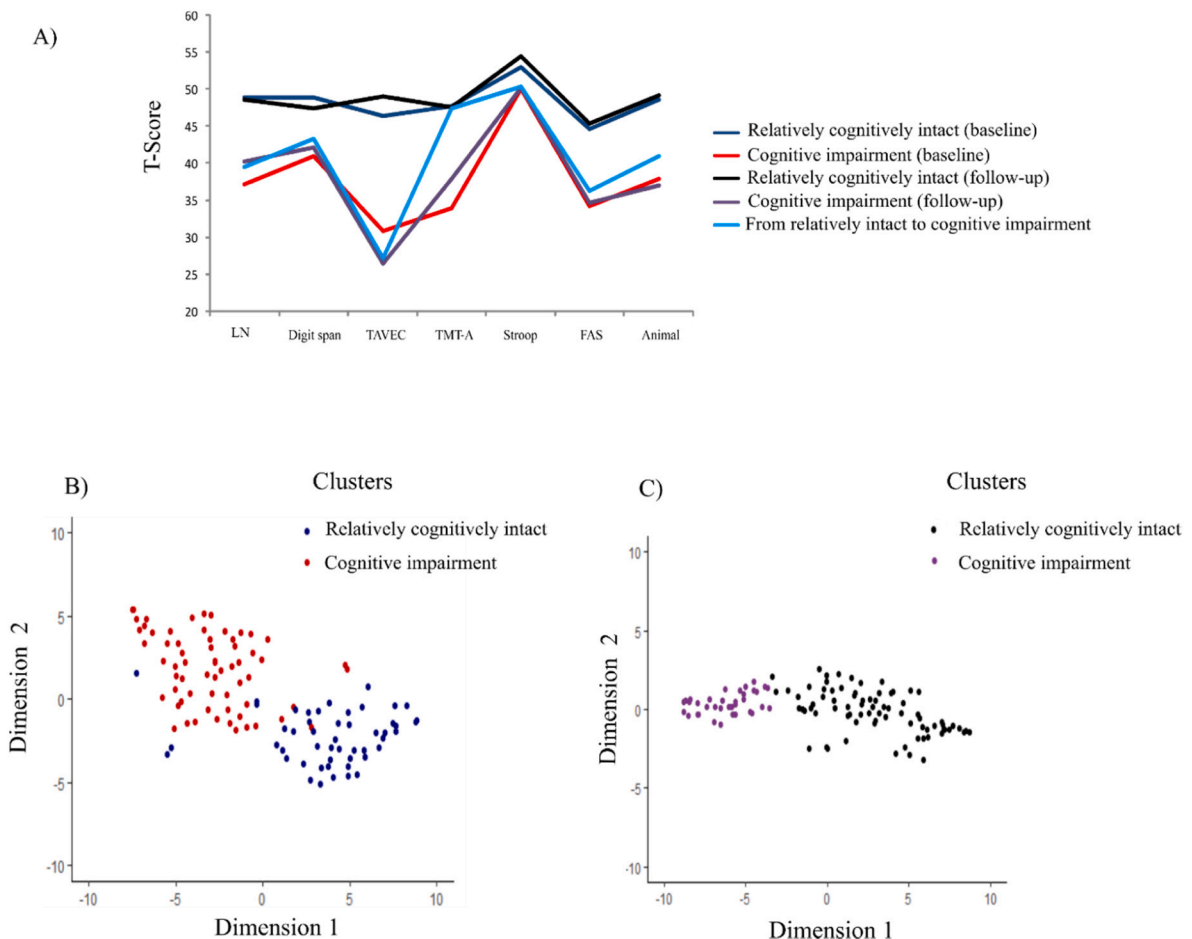 A)
60
55
50
45
40
35
30
25
20
T-Score
LN Digit span TAVEC TMT-A Stroop FAS Animal
Relatively cognitively intact (baseline)
Cognitive impairment (baseline)
Relatively cognitively intact (follow-up)
Cognitive impairment (follow-up)
From relatively intact to cognitive impairment
B)
Clusters
Relatively cognitively intact
Cognitive impairment
10
5
0
-5
-10
Dimension 2
-10 -5 0 5 10
Dimension 1
C)
Clusters
Relatively cognitively intact
Cognitive impairment
10
5
0
-5
-10
Dimension 2
-10 -5 0 5 10
Dimension 1